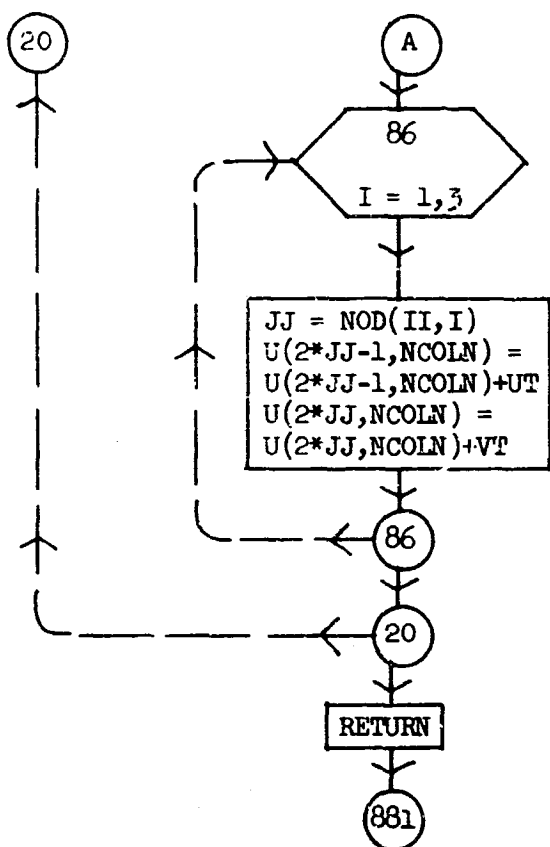 20
A
86
I = 1,3
JJ = NOD(II,I)
U(2*JJ-1,NCOLN) =
U(2*JJ-1,NCOLN)+UT
U(2*JJ,NCOLN) =
U(2*JJ,NCOLN)+VT
86
20
RETURN
881